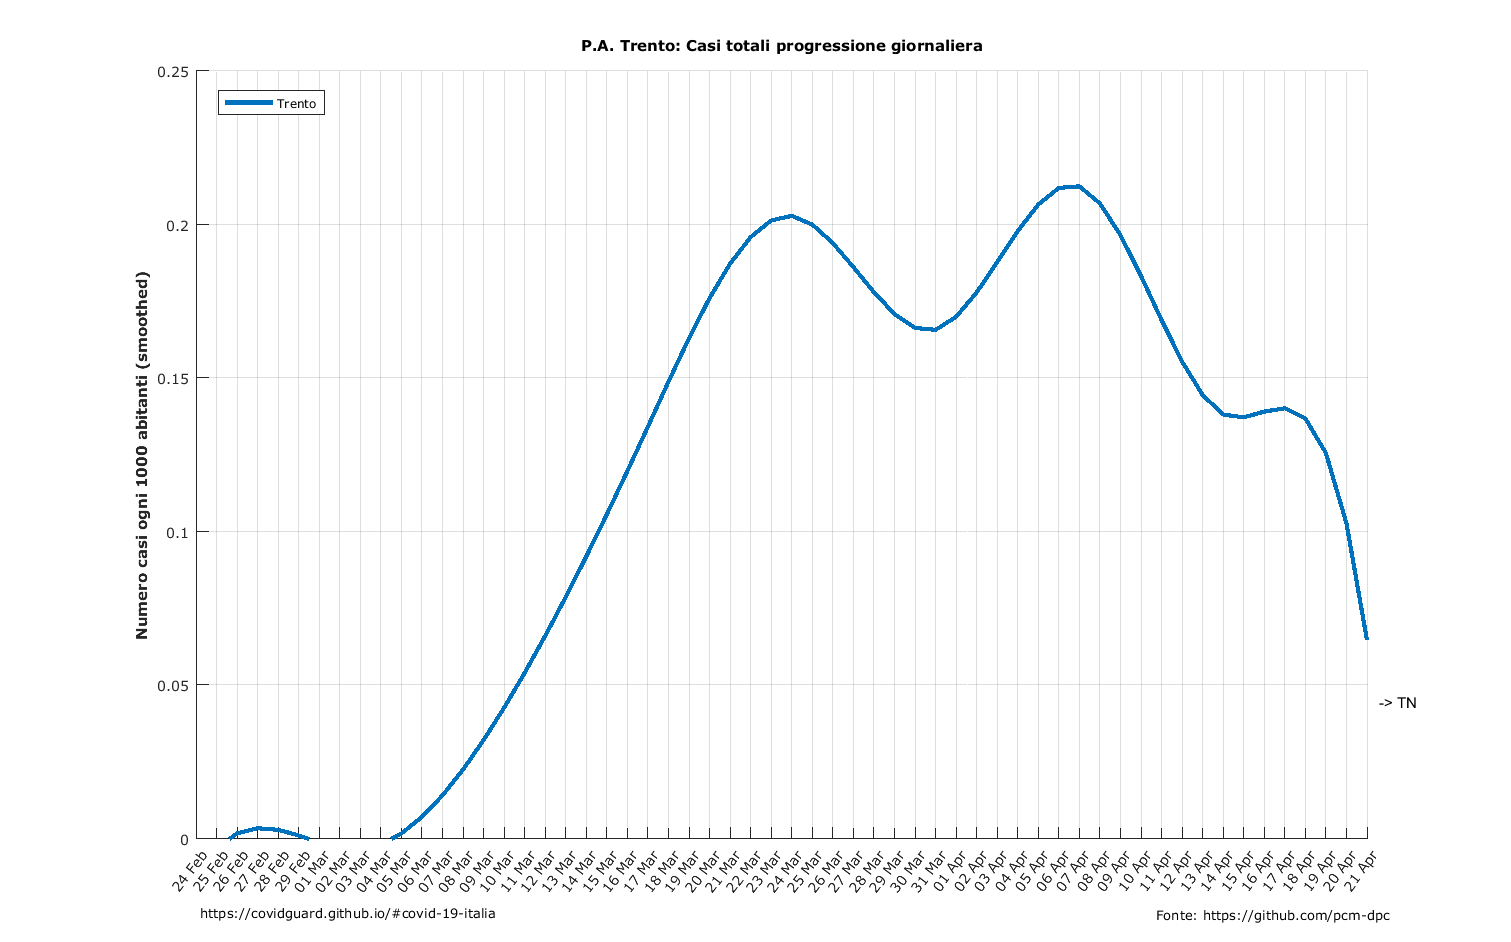 P.A. Trento: Casi totali progressione giornaliera
Numero casi ogni 1000 abitanti (smoothed)
0.25
0.2
0.15
0.1
0.05
0
Trento
-> TN
24 Feb
25 Feb
26 Feb
27 Feb
28 Feb
29 Feb
01 Mar
02 Mar
03 Mar
04 Mar
05 Mar
06 Mar
07 Mar
08 Mar
09 Mar
10 Mar
11 Mar
12 Mar
13 Mar
14 Mar
15 Mar
16 Mar
17 Mar
18 Mar
19 Mar
20 Mar
21 Mar
22 Mar
23 Mar
24 Mar
25 Mar
26 Mar
27 Mar
28 Mar
29 Mar
30 Mar
31 Mar
01 Apr
02 Apr
03 Apr
04 Apr
05 Apr
06 Apr
07 Apr
08 Apr
09 Apr
10 Apr
11 Apr
12 Apr
13 Apr
14 Apr
15 Apr
16 Apr
17 Apr
18 Apr
19 Apr
20 Apr
21 Apr
https://covidguard.github.io/#covid-19-italia
Fonte: https://github.com/pcm-dpc